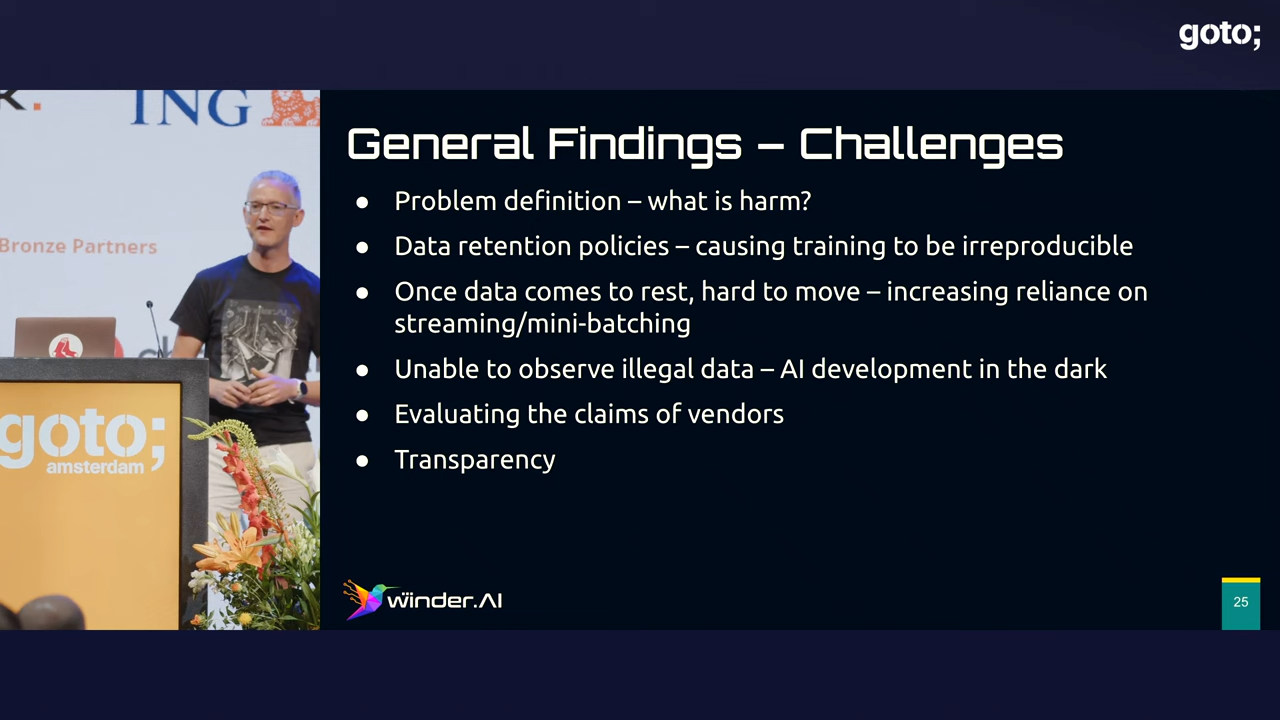 goto;
ING
Bronze Partners
goto;
amsterdam
General Findings – Challenges
● Problem definition – what is harm?
● Data retention policies – causing training to be irreproducible
● Once data comes to rest, hard to move – increasing reliance on
streaming/mini-batching
● Unable to observe illegal data – AI development in the dark
● Evaluating the claims of vendors
● Transparency
winder.AI
25